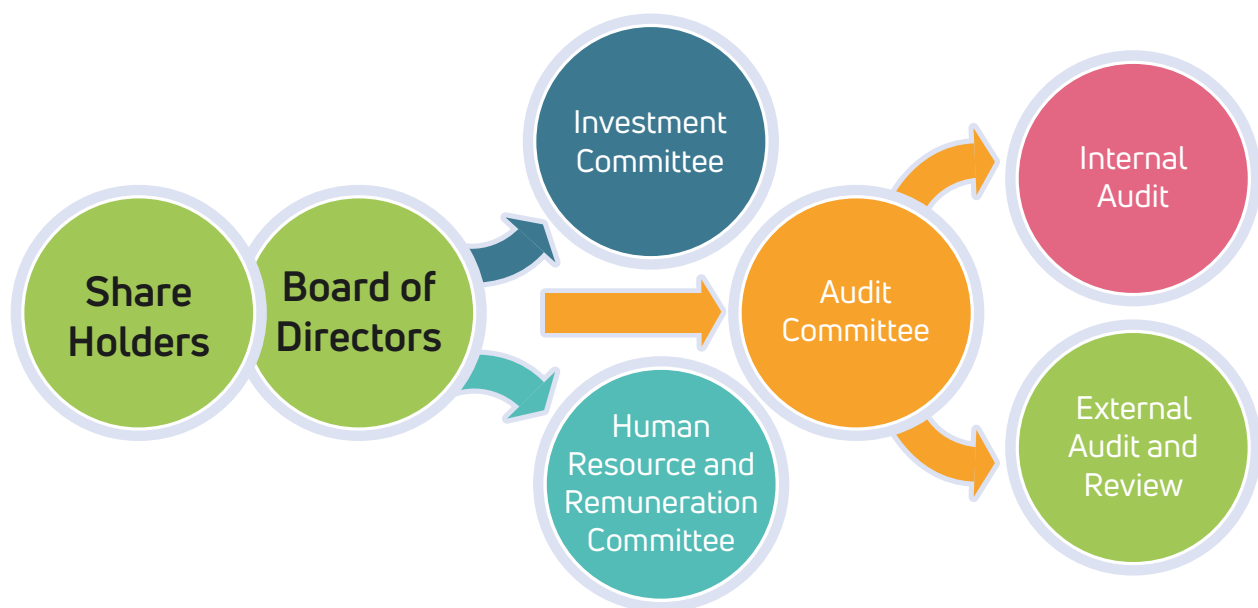 Share
Holders
Board of
Directors
Investment
Committee
Human
Resource and
Remuneration
Committee
Audit
Committee
Internal
Audit
External
Audit and
Review